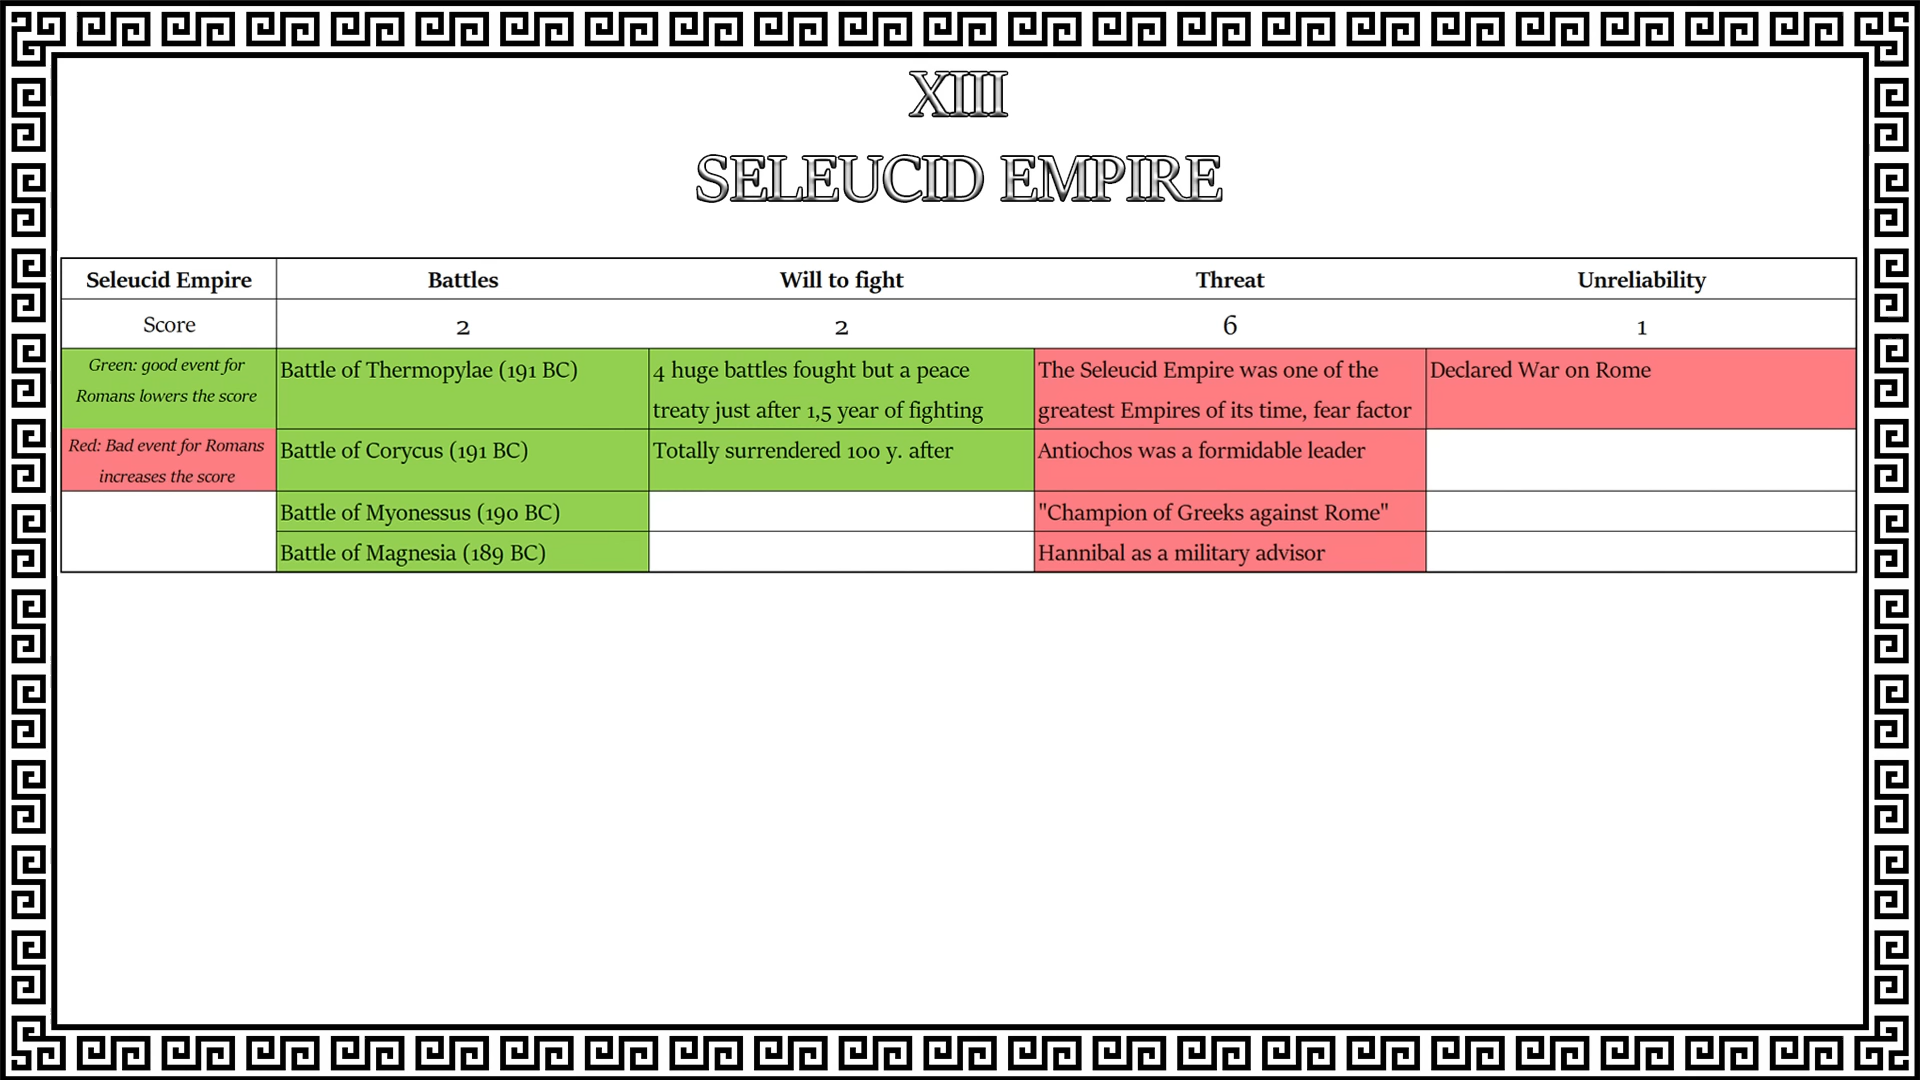 XIII
SELEUCID EMPIRE
Seleucid Empire Battles Will to fight Threat Unreliability
Score 2 2 6 1
Green: good event for
Romans lowers the score
Battle of Thermopylae (191 BC)
4 huge battles fought but a peace
treaty just after 1,5 year of fighting
The Seleucid Empire was one of the
greatest Empires of its time, fear factor
Declared War on Rome
Red: Bad event for Romans
increases the score
Battle of Corycus (191 BC)
Totally surrendered 100 y. after
Antiochos was a formidable leader
Battle of Myonessus (190 BC)
"Champion of Greeks against Rome"
Battle of Magnesia (189 BC)
Hannibal as a military advisor